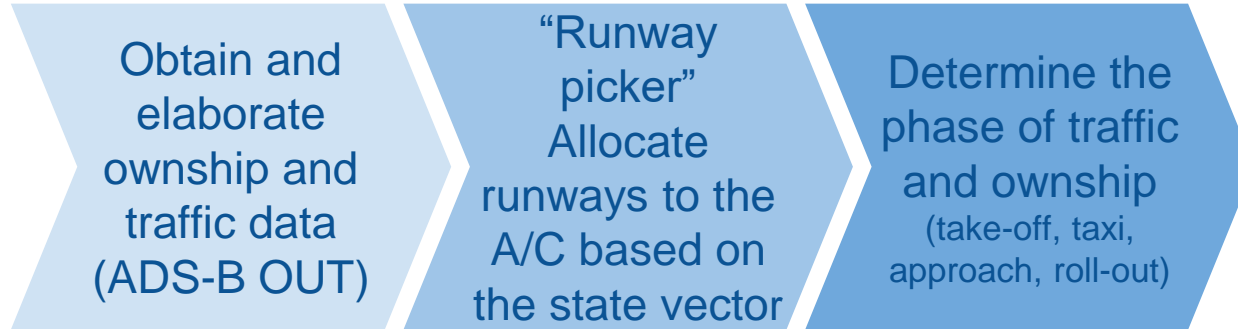 Obtain and
elaborate
ownship and
traffic data
(ADS-B OUT)
“Runway
picker”
Allocate
runways to the
A/C based on
the state vector
Determine the
phase of traffic
and ownship
(take-off, taxi,
approach, roll-out)